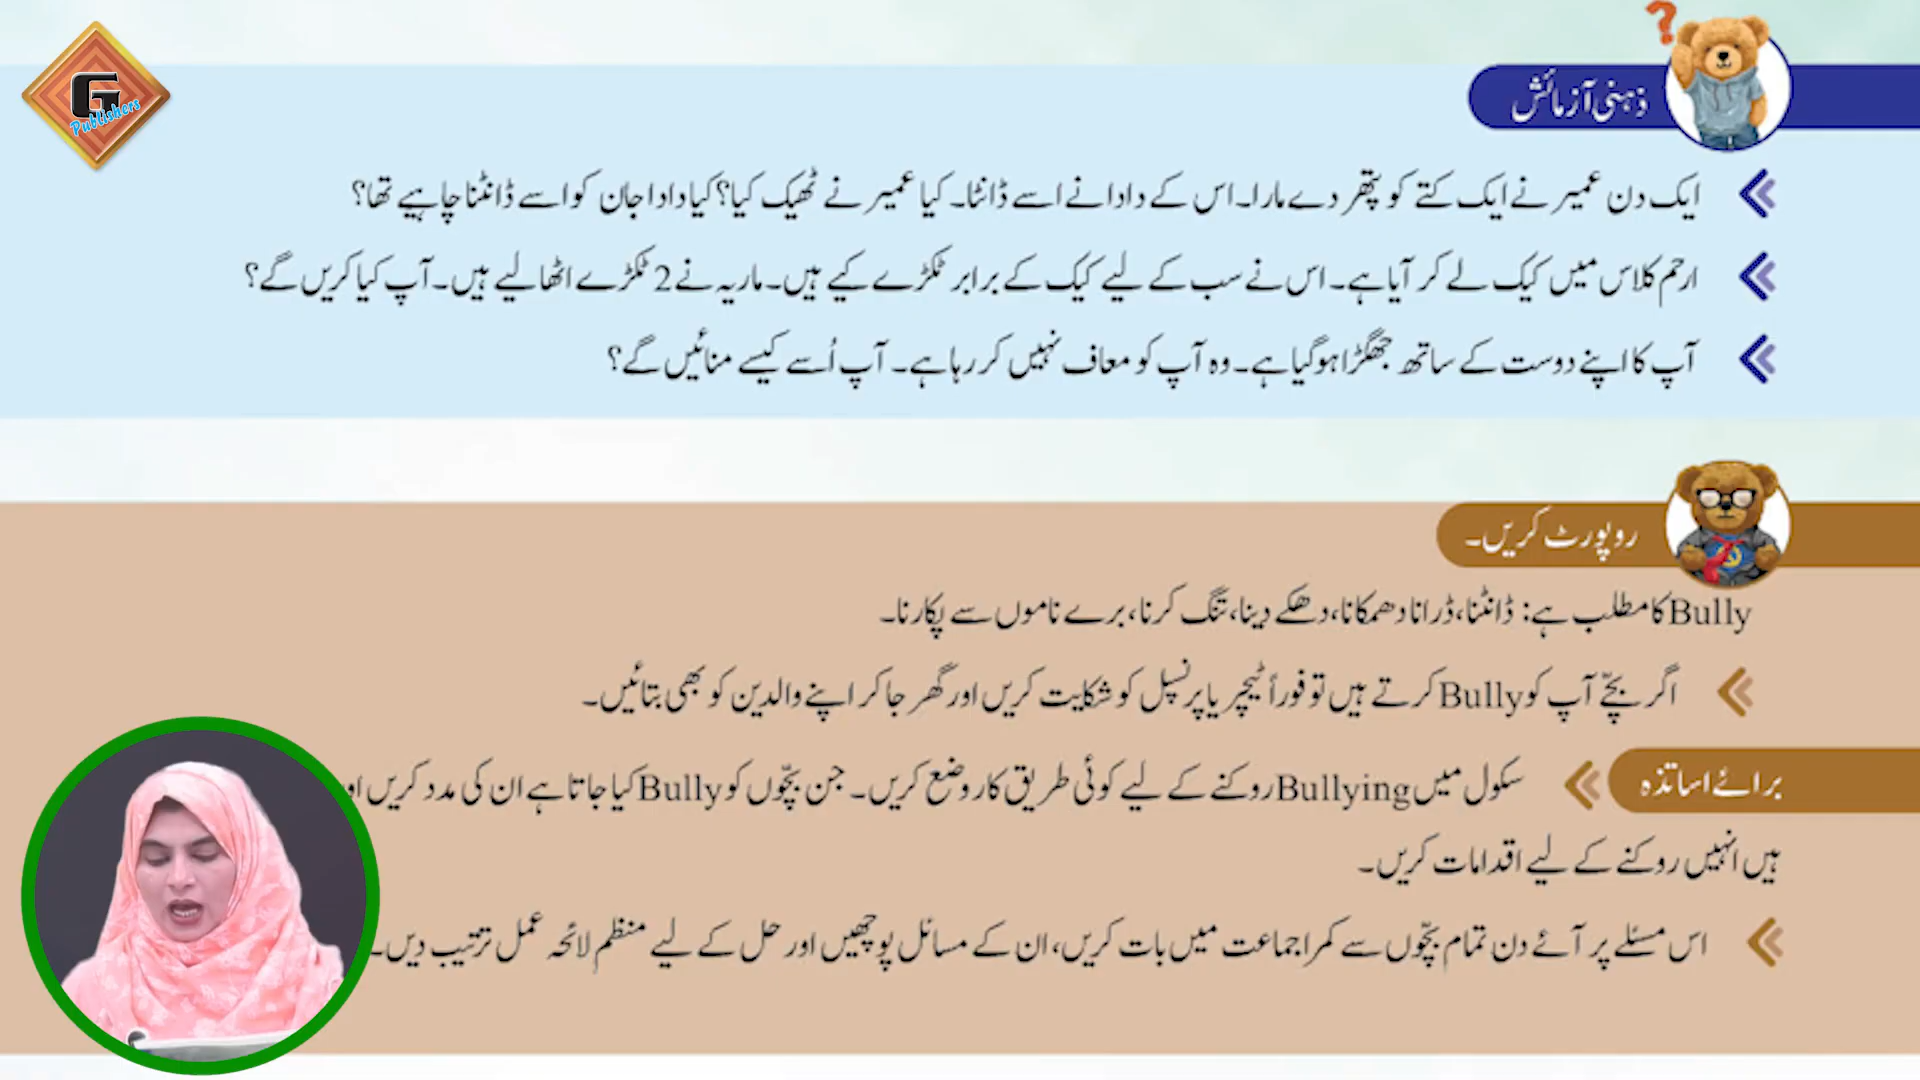 G
Publishers
?
ذہنی آزمائش
ایک دن عمیر نے ایک کتے کو پتھر دے مارا۔ اس کے دادا نے اسے ڈانٹا۔ کیا عمیر نے ٹھیک کیا؟ کیا دادا جان کو اسے ڈانٹنا چاہیے تھا؟
ارحم کلاس میں کیک لے کر آیا ہے۔ اس نے سب کے لیے کیک کے برابر ٹکڑے کیے ہیں۔ ماریہ نے 2 ٹکڑے اٹھا لیے ہیں۔ آپ کیا کریں گے؟
آپ کا اپنے دوست کے ساتھ جھگڑا ہو گیا ہے۔ وہ آپ کو معاف نہیں کر رہا ہے۔ آپ اُسے کیسے منائیں گے؟
رپورٹ کریں۔
Bully کا مطلب ہے: ڈانٹنا، ڈرانا دھمکانا، دھکے دینا، تنگ کرنا، برے ناموں سے پکارنا۔
اگر بچّے آپ کو Bully کرتے ہیں تو فوراً ٹیچر یا پرنسپل کو شکایت کریں اور گھر جا کر اپنے والدین کو بھی بتائیں۔
برائے اساتذہ
سکول میں Bullying روکنے کے لیے کوئی طریق کار وضع کریں۔ جن بچّوں کو Bully کیا جاتا ہے ان کی مدد کریں
ہیں انہیں روکنے کے لیے اقدامات کریں۔
اس مسئلے پر آئے دن تمام بچّوں سے کمرا جماعت میں بات کریں، ان کے مسائل پوچھیں اور حل کے لیے منظم لائحہ عمل ترتیب دیں۔